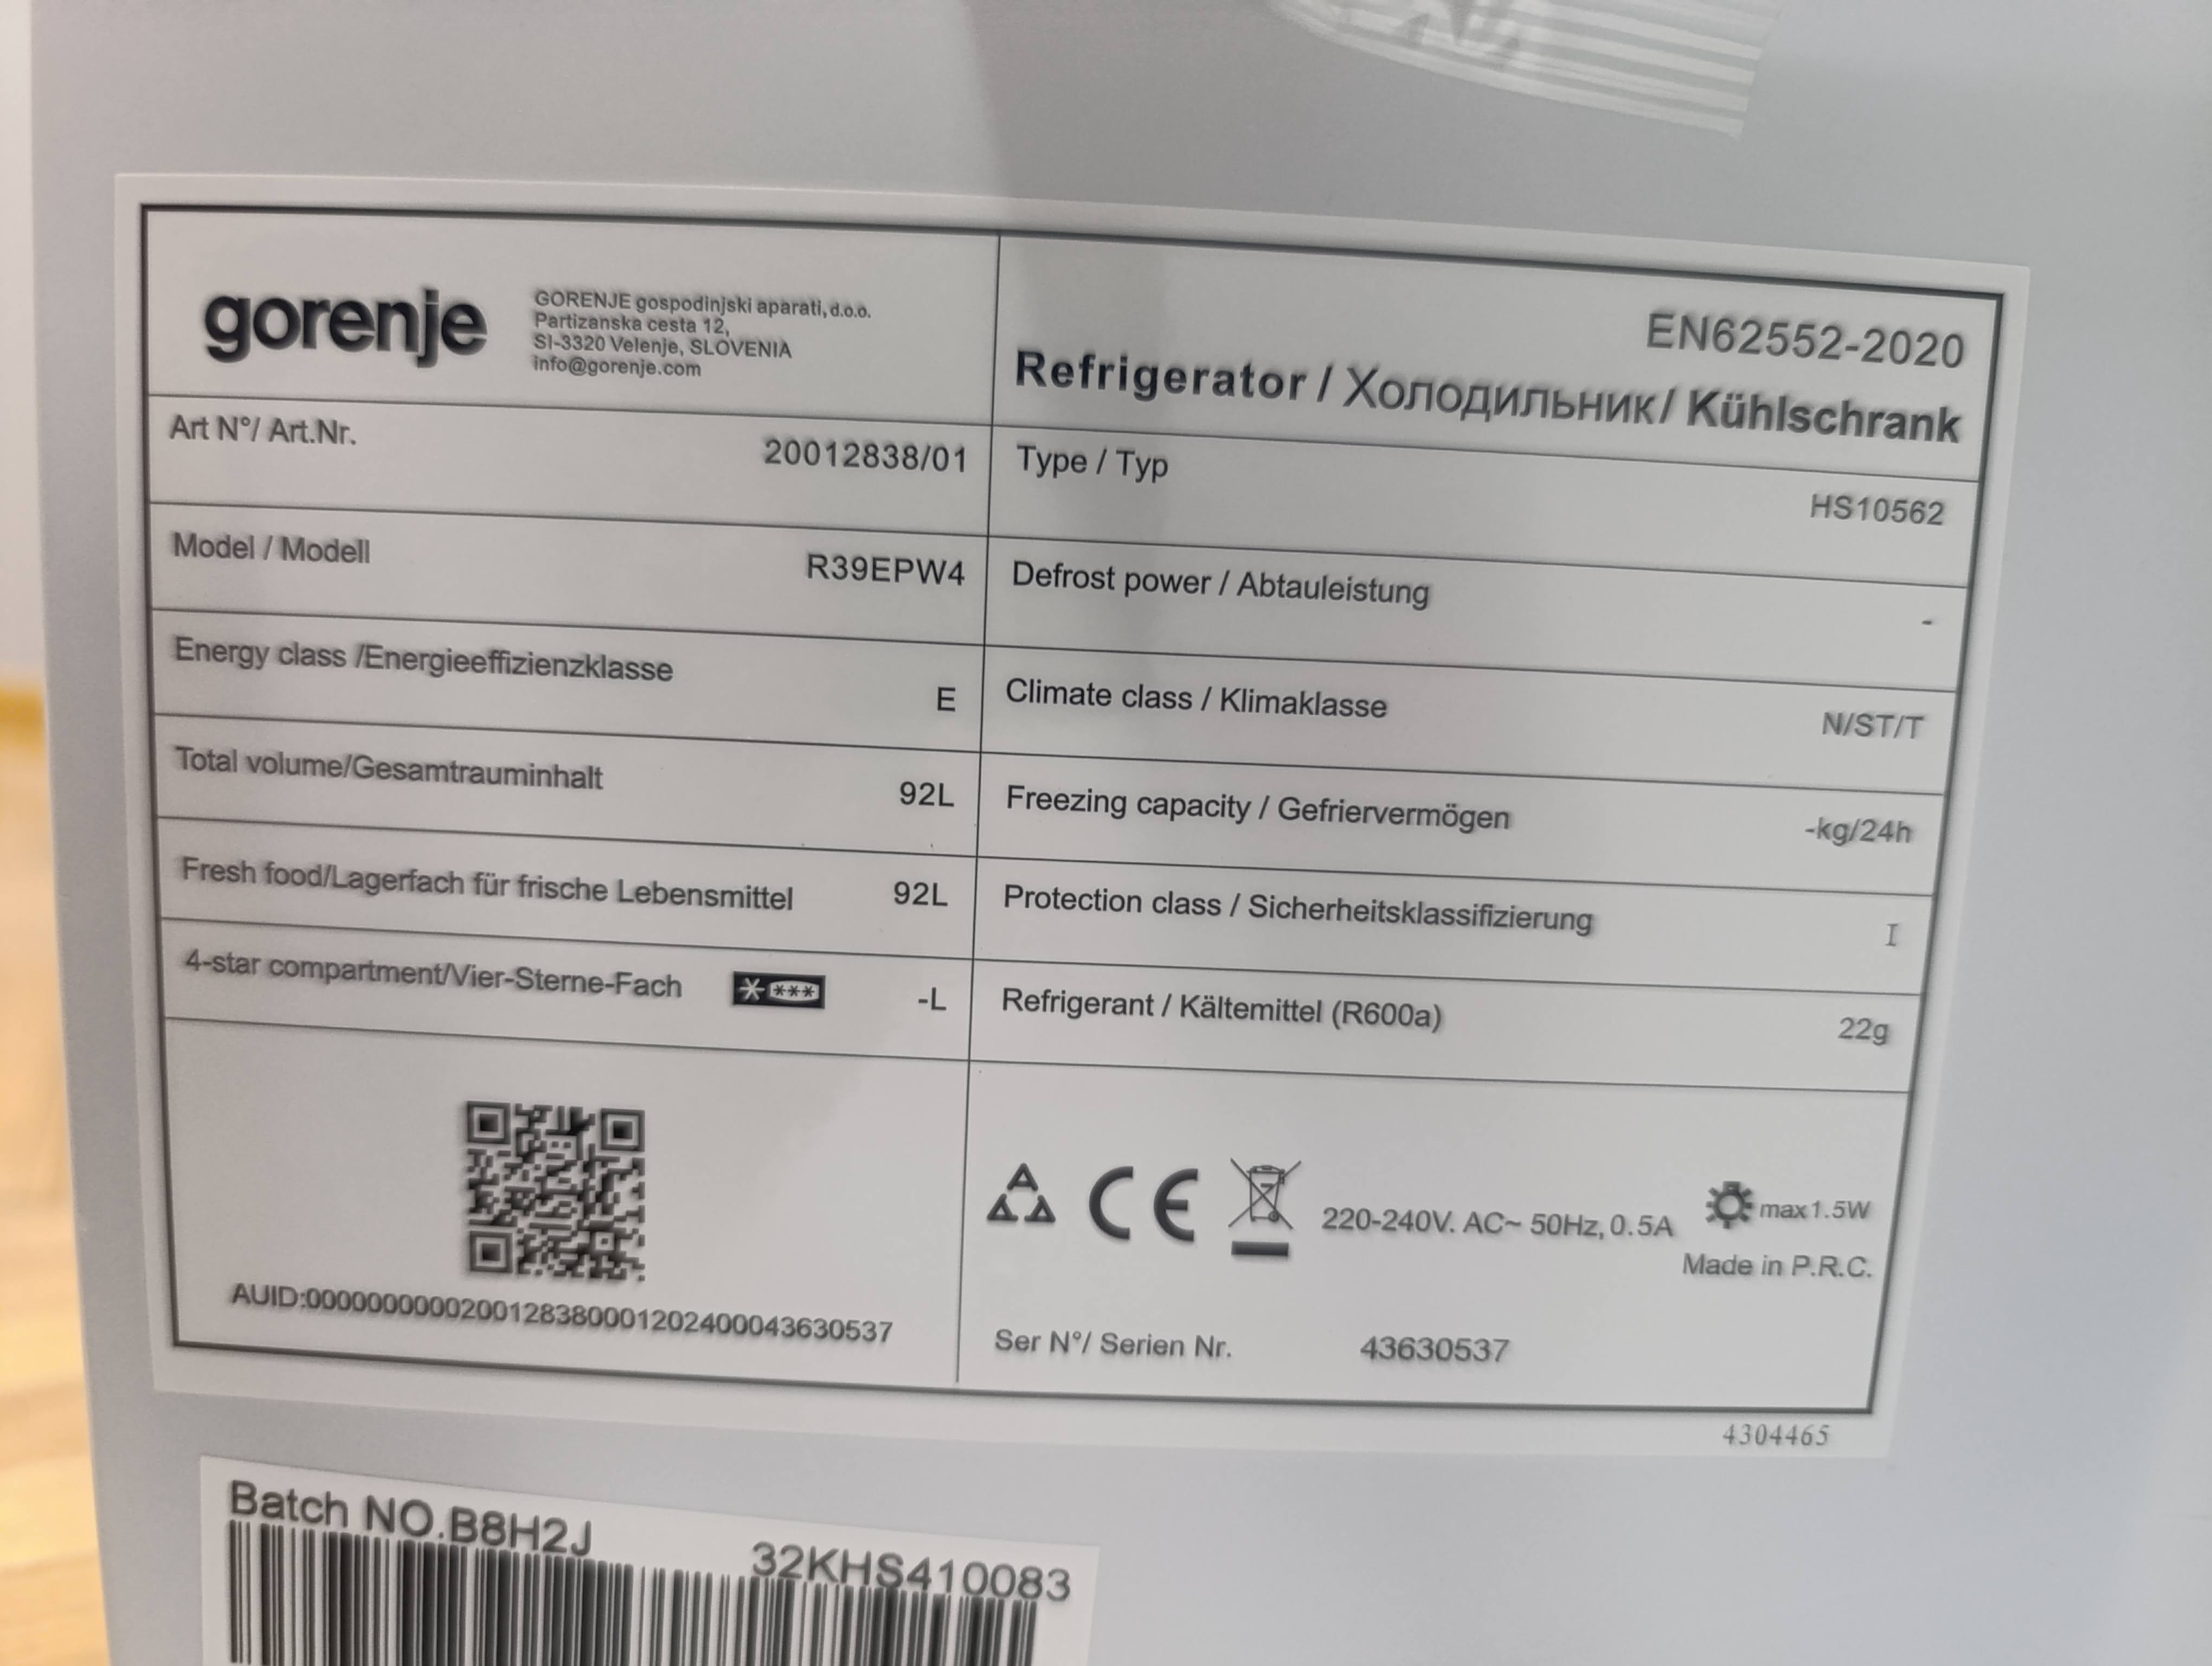 gorenje
GORENJE gospodinjski aparati, d.o.o.
Partizanska cesta 12,
SI-3320 Velenje, SLOVENIA
info@gorenje.com
EN62552-2020
Refrigerator / Холодильник / Kühlschrank
Art N°/ Art.Nr. 20012838/01
Type / Typ HS10562
Model / Modell R39EPW4
Defrost power / Abtauleistung -
Energy class /Energieeffizienzklasse E
Climate class / Klimaklasse N/ST/T
Total volume/Gesamtrauminhalt 92L
Freezing capacity / Gefriervermögen -kg/24h
Fresh food/Lagerfach für frische Lebensmittel 92L
Protection class / Sicherheitsklassifizierung I
4-star compartment/Vier-Sterne-Fach -L
Refrigerant / Kältemittel (R600a) 22g
CE
220-240V. AC~ 50Hz, 0.5A
max1.5W
Made in P.R.C.
AUID:0000000000200128380001202400043630537
Ser N°/ Serien Nr. 43630537
4304465
Batch NO.B8H2J
32KHS410083